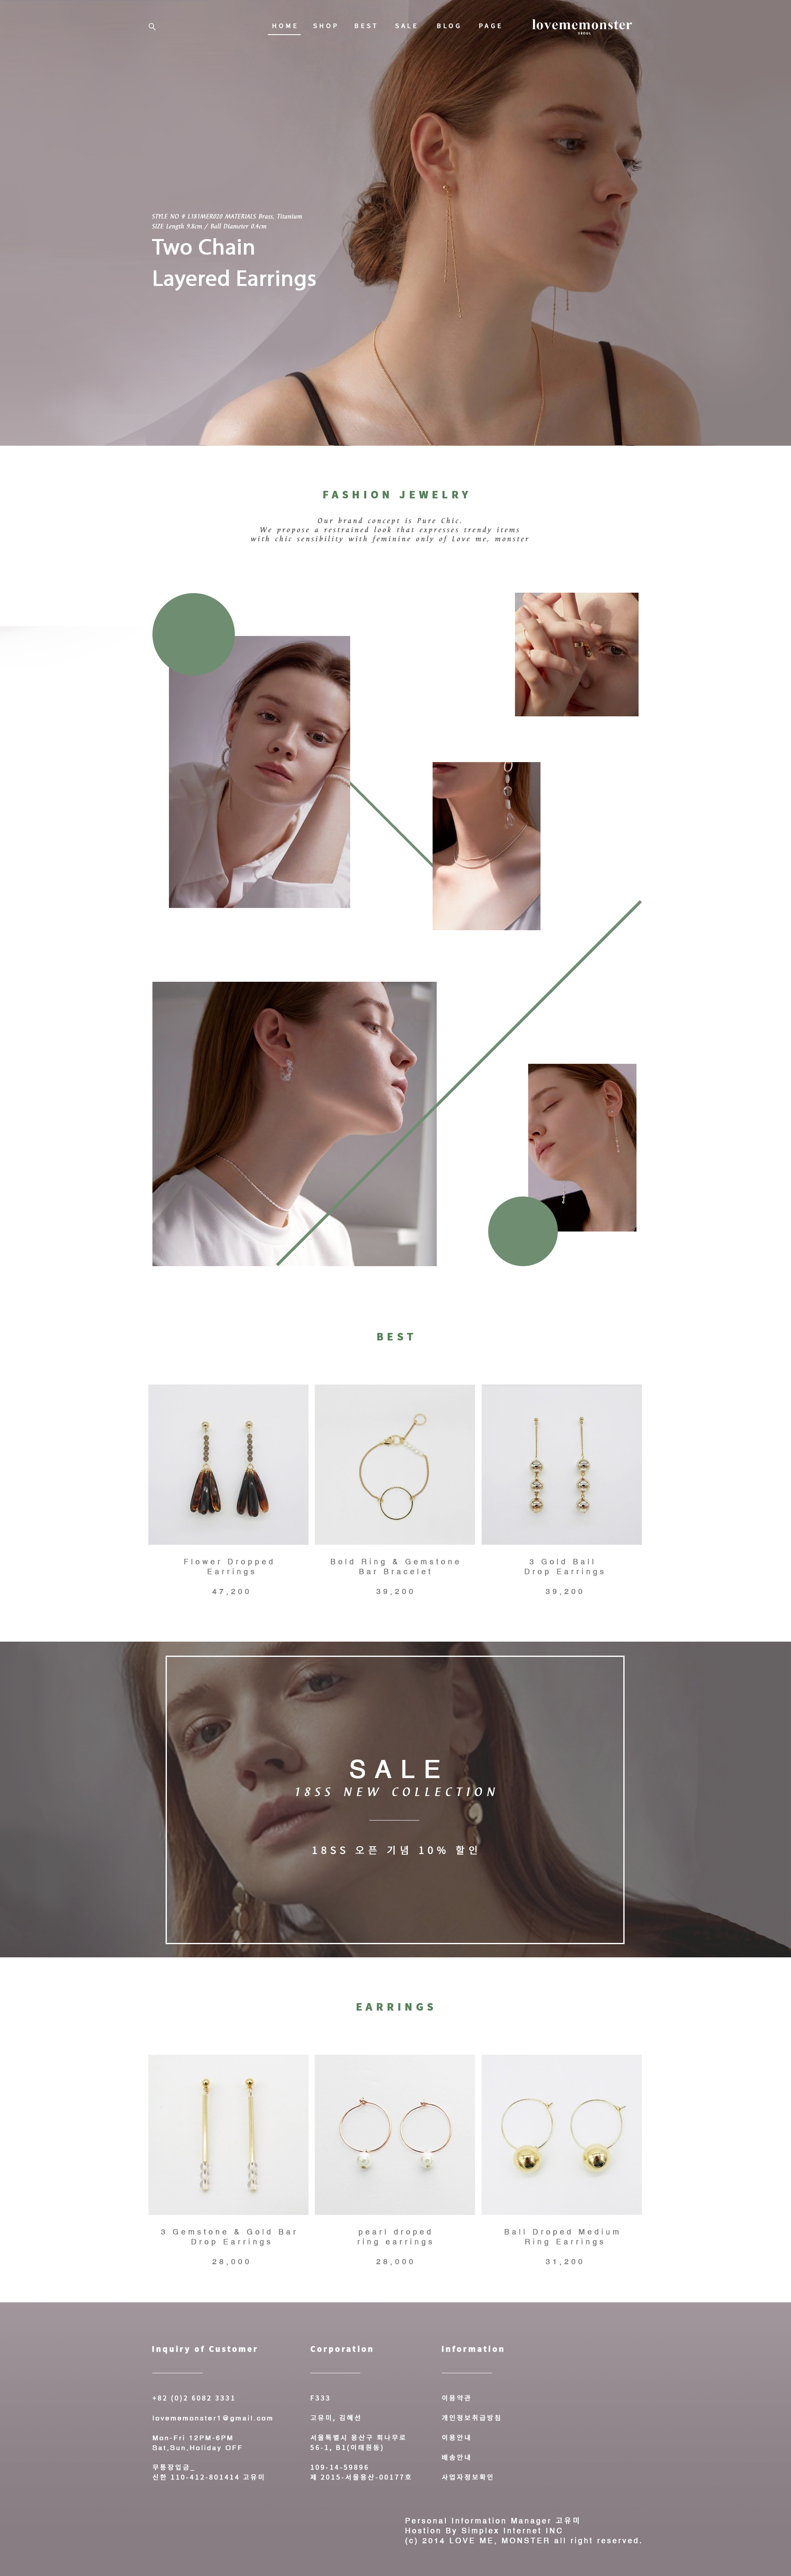 HOME SHOP BEST SALE BLOG PAGE
lovememonster
SEOUL
STYLE NO # L181MER020 MATERIALS Brass, Titanium
SIZE Length 9.8cm / Ball Diameter 0.4cm
Two Chain
Layered Earrings
FASHION JEWELRY
Our brand concept is Pure Chic.
We propose a restrained look that expresses trendy items
with chic sensibility with feminine only of Love me, monster
BEST
Flower Dropped
Earrings
47,200
Bold Ring & Gemstone
Bar Bracelet
39,200
3 Gold Ball
Drop Earrings
39,200
SALE
18SS NEW COLLECTION
18SS 오픈 기념 10% 할인
EARRINGS
3 Gemstone & Gold Bar
Drop Earrings
28,000
pearl droped
ring earrings
28,000
Ball Droped Medium
Ring Earrings
31,200
Inquiry of Customer
+82 (0)2 6082 3331
lovememonster1@gmail.com
Mon-Fri 12PM-6PM
Sat,Sun,Holiday OFF
무통장입금_
신한 110-412-801414 고유미
Corporation
F333
고유미, 김혜선
서울특별시 용산구 회나무로
56-1, B1(이태원동)
109-14-59896
제 2015-서울용산-00177호
Information
이용약관
개인정보취급방침
이용안내
배송안내
사업자정보확인
Personal Information Manager 고유미
Hostion By Simplex Internet INC
(c) 2014 LOVE ME, MONSTER all right reserved.